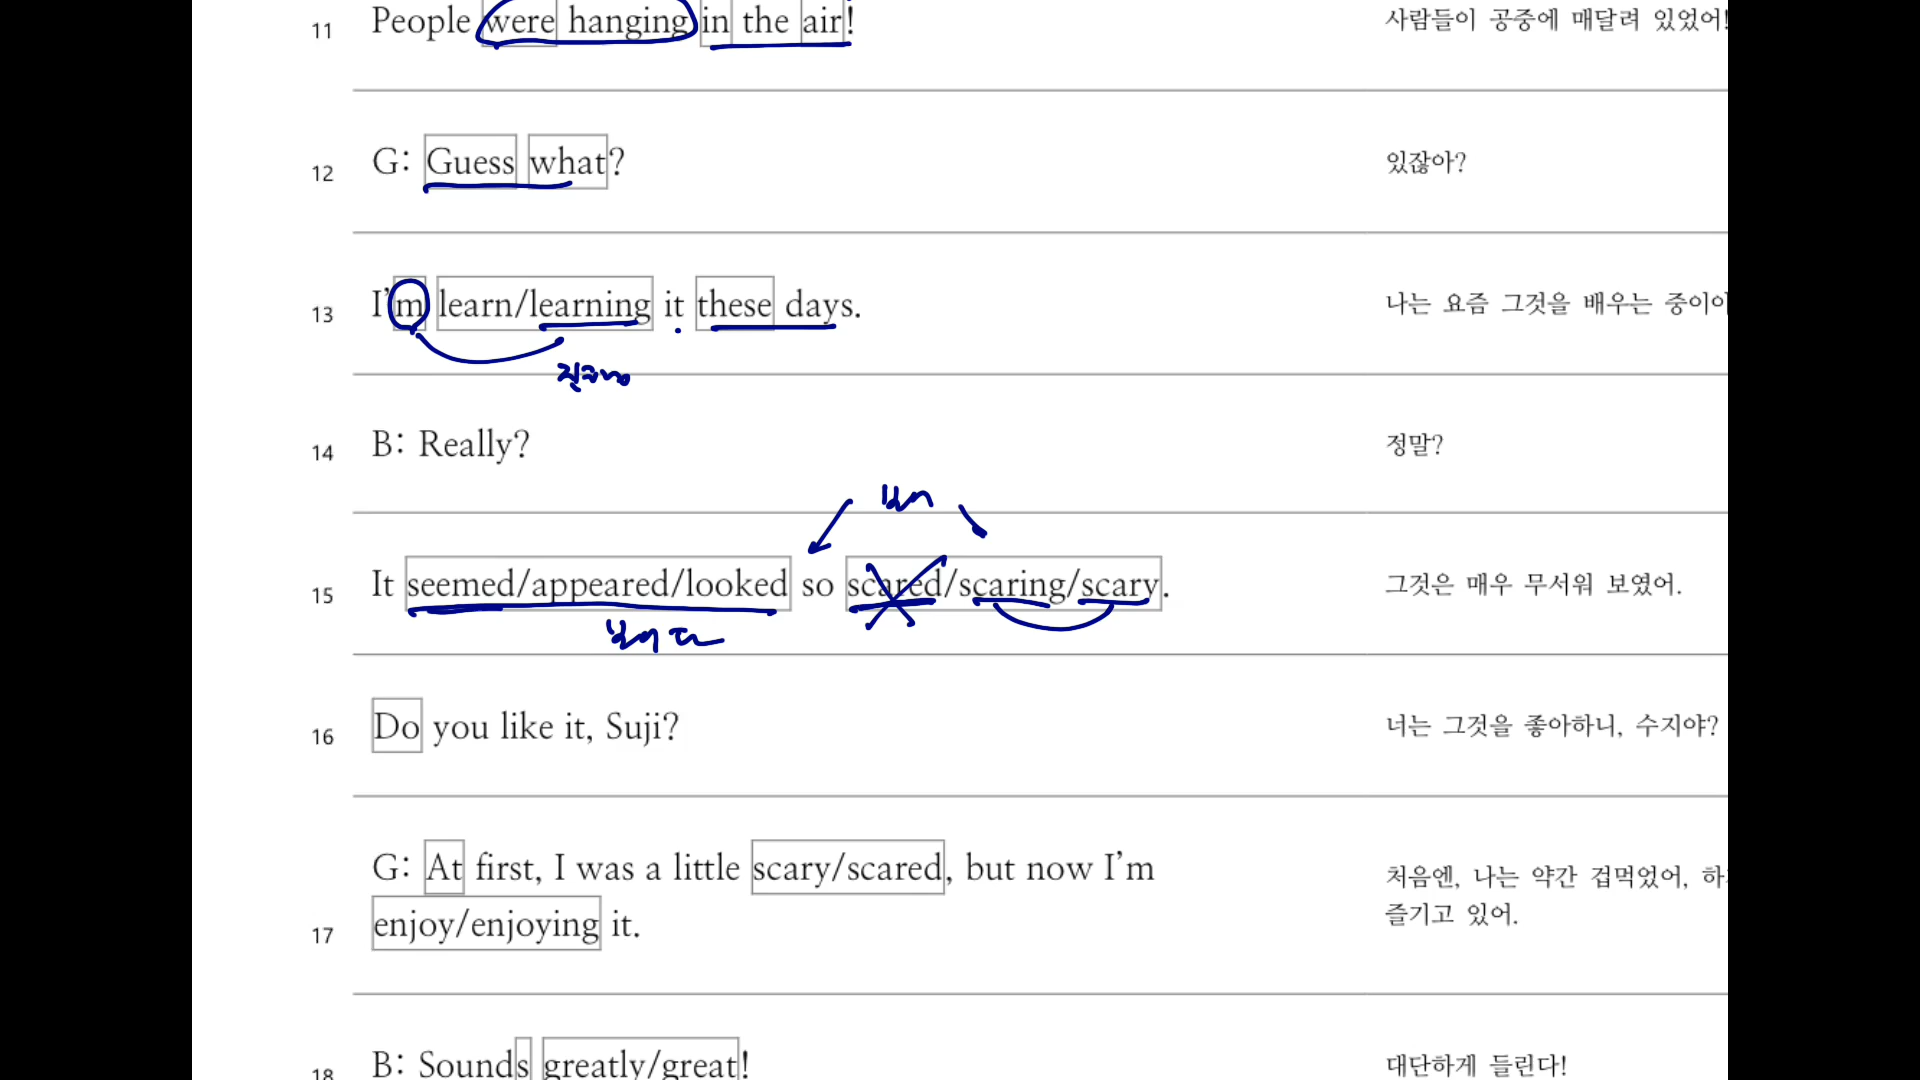 11 People were hanging in the air! 사람들이 공중에 매달려 있었어!
12 G: Guess what? 있잖아?
13 I'm learn/learning it these days. 나는 요즘 그것을 배우는 중이야
14 B: Really? 정말?
15 It seemed/appeared/looked so scared/scaring/scary. 그것은 매우 무서워 보였어.
16 Do you like it, Suji? 너는 그것을 좋아하니, 수지야?
G: At first, I was a little scary/scared, but now I'm 처음엔, 나는 약간 겁먹었어,
17 enjoy/enjoying it. 즐기고 있어.
18 B: Sounds greatly/great! 대단하게 들린다!